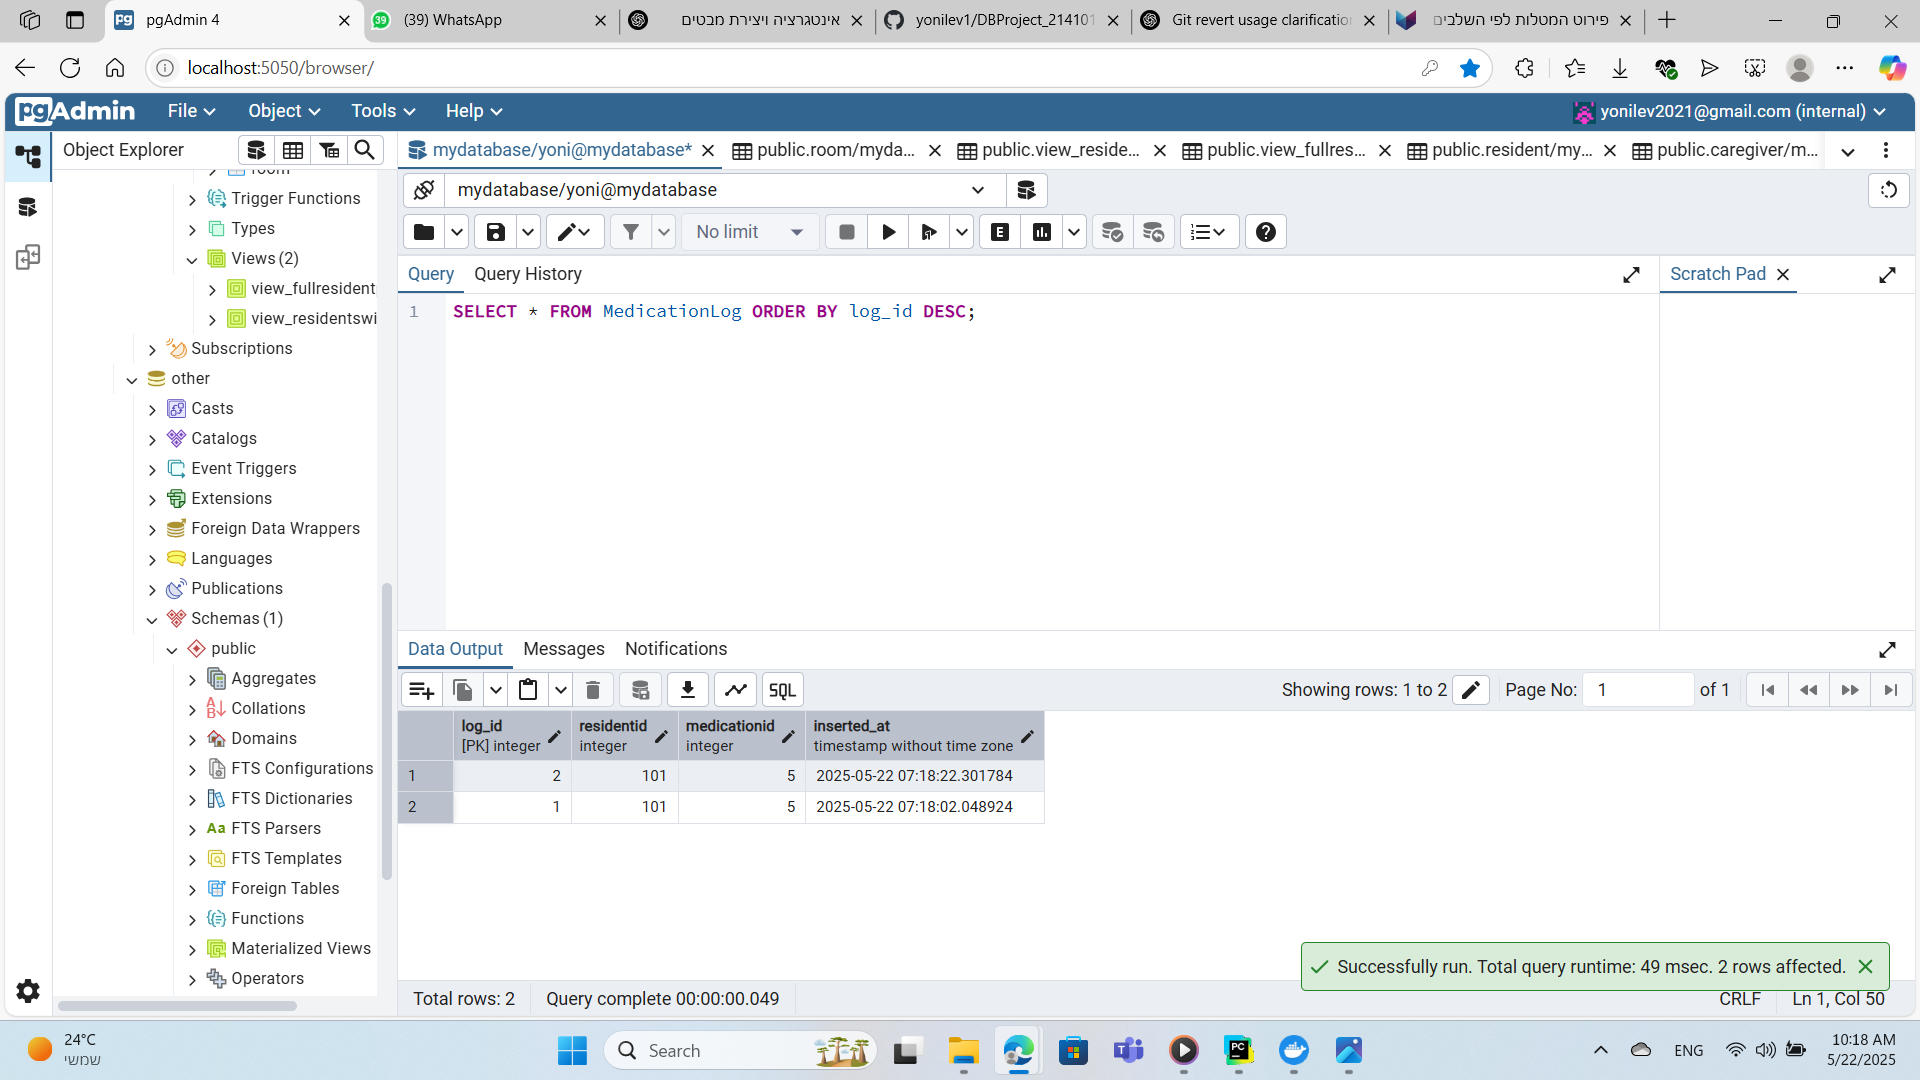 pgAdmin 4
(39) WhatsApp
אינטגרציה ויצירת מבטים
yonilev1/DBProject_214101
Git revert usage clarification
פירוט המטלות לפי השלבים
localhost:5050/browser/
pgAdmin
File
Object
Tools
Help
yonilev2021@gmail.com (internal)
Object Explorer
mydatabase/yoni@mydatabase*
public.room/myda...
public.view_reside...
public.view_fullres...
public.resident/my...
public.caregiver/m...
mydatabase/yoni@mydatabase
No limit
Query
Query History
Scratch Pad
1
SELECT * FROM MedicationLog ORDER BY log_id DESC;
room
Trigger Functions
Types
Views (2)
view_fullresident
view_residentswi
Subscriptions
other
Casts
Catalogs
Event Triggers
Extensions
Foreign Data Wrappers
Languages
Publications
Schemas (1)
public
Aggregates
Collations
Domains
FTS Configurations
FTS Dictionaries
FTS Parsers
FTS Templates
Foreign Tables
Functions
Materialized Views
Operators
Data Output
Messages
Notifications
SQL
Showing rows: 1 to 2
Page No:
1
of 1
log_id
[PK] integer
residentid
integer
medicationid
integer
inserted_at
timestamp without time zone
1 2 101 5 2025-05-22 07:18:22.301784
2 1 101 5 2025-05-22 07:18:02.048924
Successfully run. Total query runtime: 49 msec. 2 rows affected.
Total rows: 2
Query complete 00:00:00.049
CRLF
Ln 1, Col 50
24°C
שמשי
Search
ENG
10:18 AM
5/22/2025